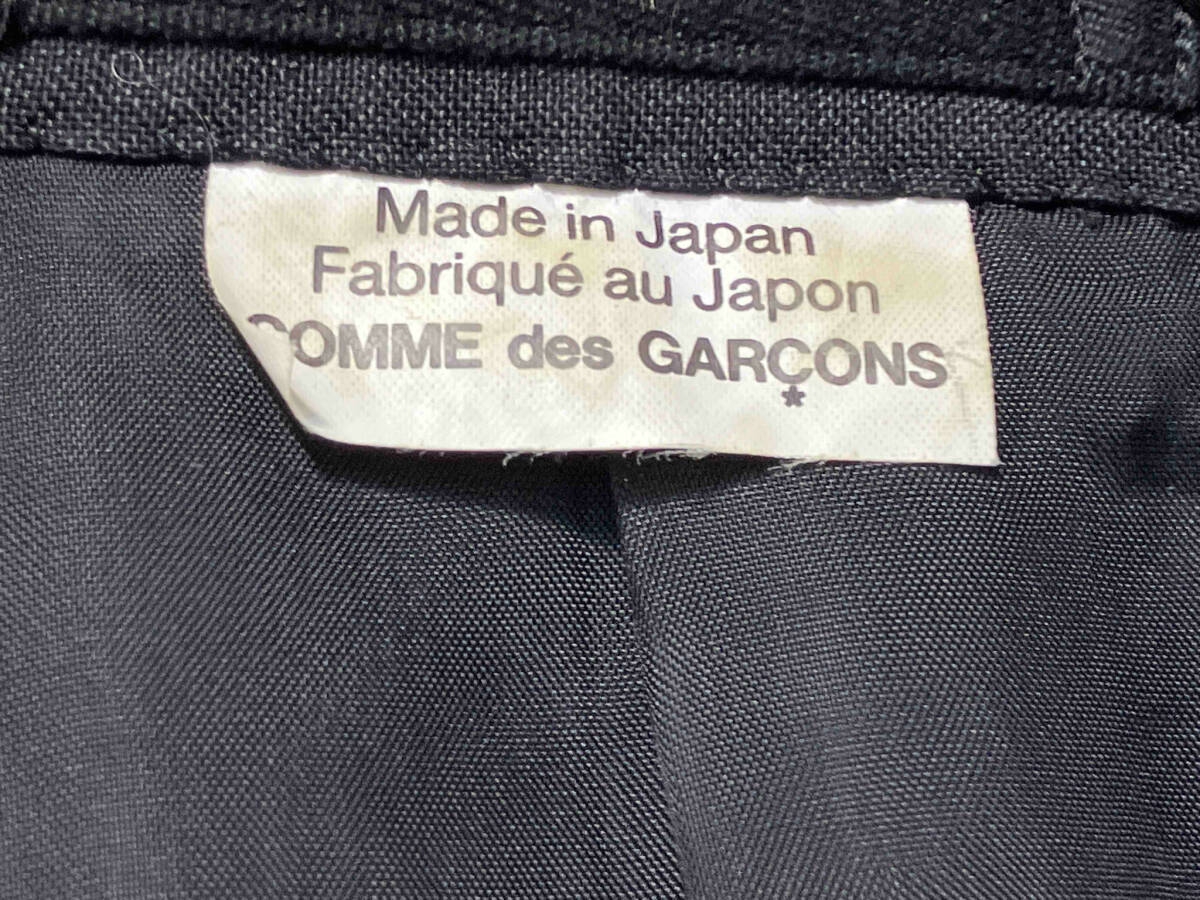 Made in Japan
Fabriqué au Japon
COMME des GARÇONS
*